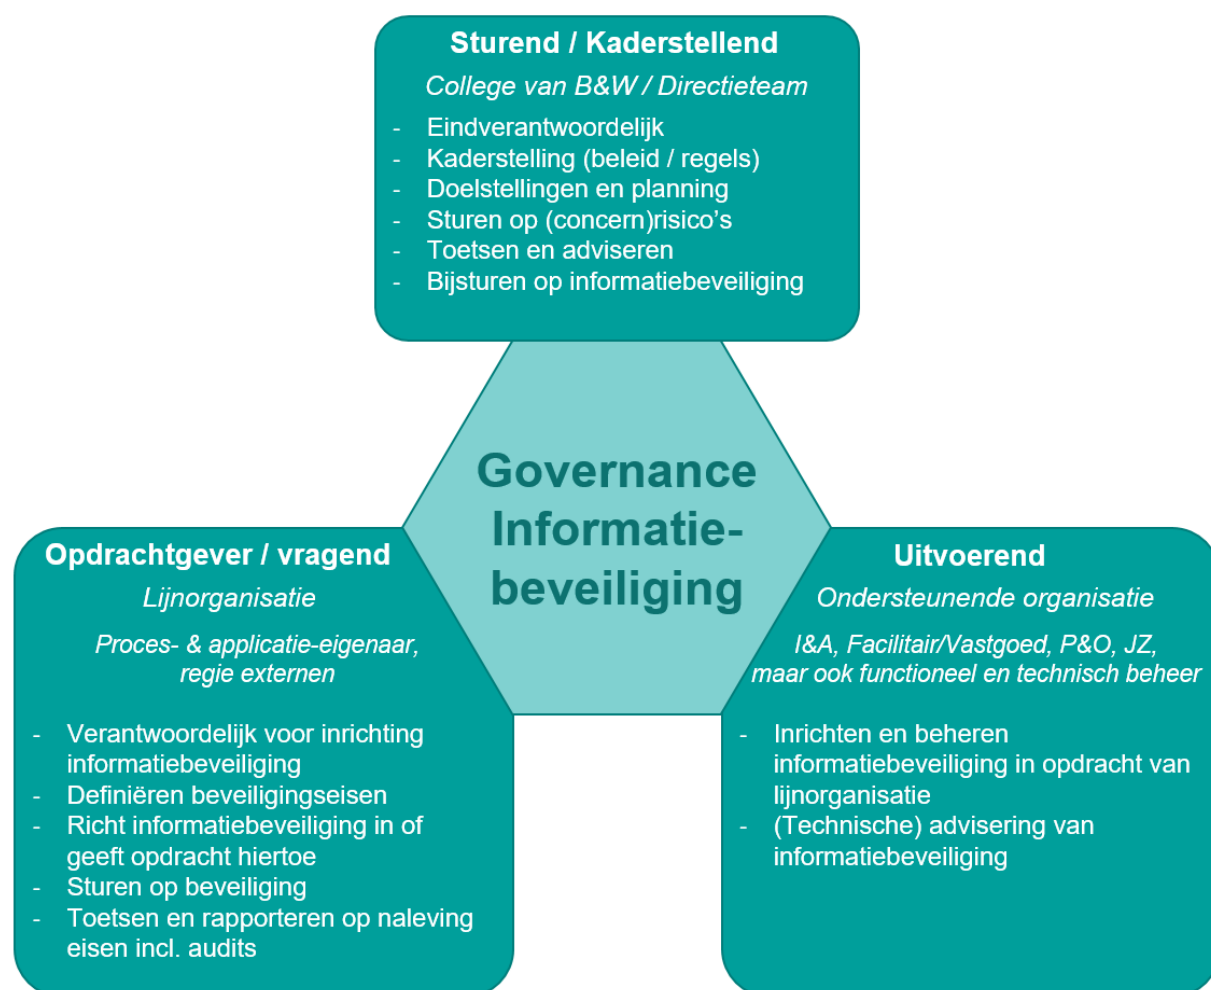 Sturend / Kaderstellend
College van B&W / Directieteam
- Eindverantwoordelijk
- Kaderstelling (beleid / regels)
- Doelstellingen en planning
- Sturen op (concern)risico’s
- Toetsen en adviseren
- Bijsturen op informatiebeveiliging
Governance
Informatie-
beveiliging
Opdrachtgever / vragend
Lijnorganisatie
Proces- & applicatie-eigenaar,
regie externen
- Verantwoordelijk voor inrichting
informatiebeveiliging
- Definiëren beveiligingseisen
- Richt informatiebeveiliging in of
geeft opdracht hiertoe
- Sturen op beveiliging
- Toetsen en rapporteren op naleving
eisen incl. audits
Uitvoerend
Ondersteunende organisatie
I&A, Facilitair/Vastgoed, P&O, JZ,
maar ook functioneel en technisch beheer
- Inrichten en beheren
informatiebeveiliging in opdracht van
lijnorganisatie
- (Technische) advisering van
informatiebeveiliging